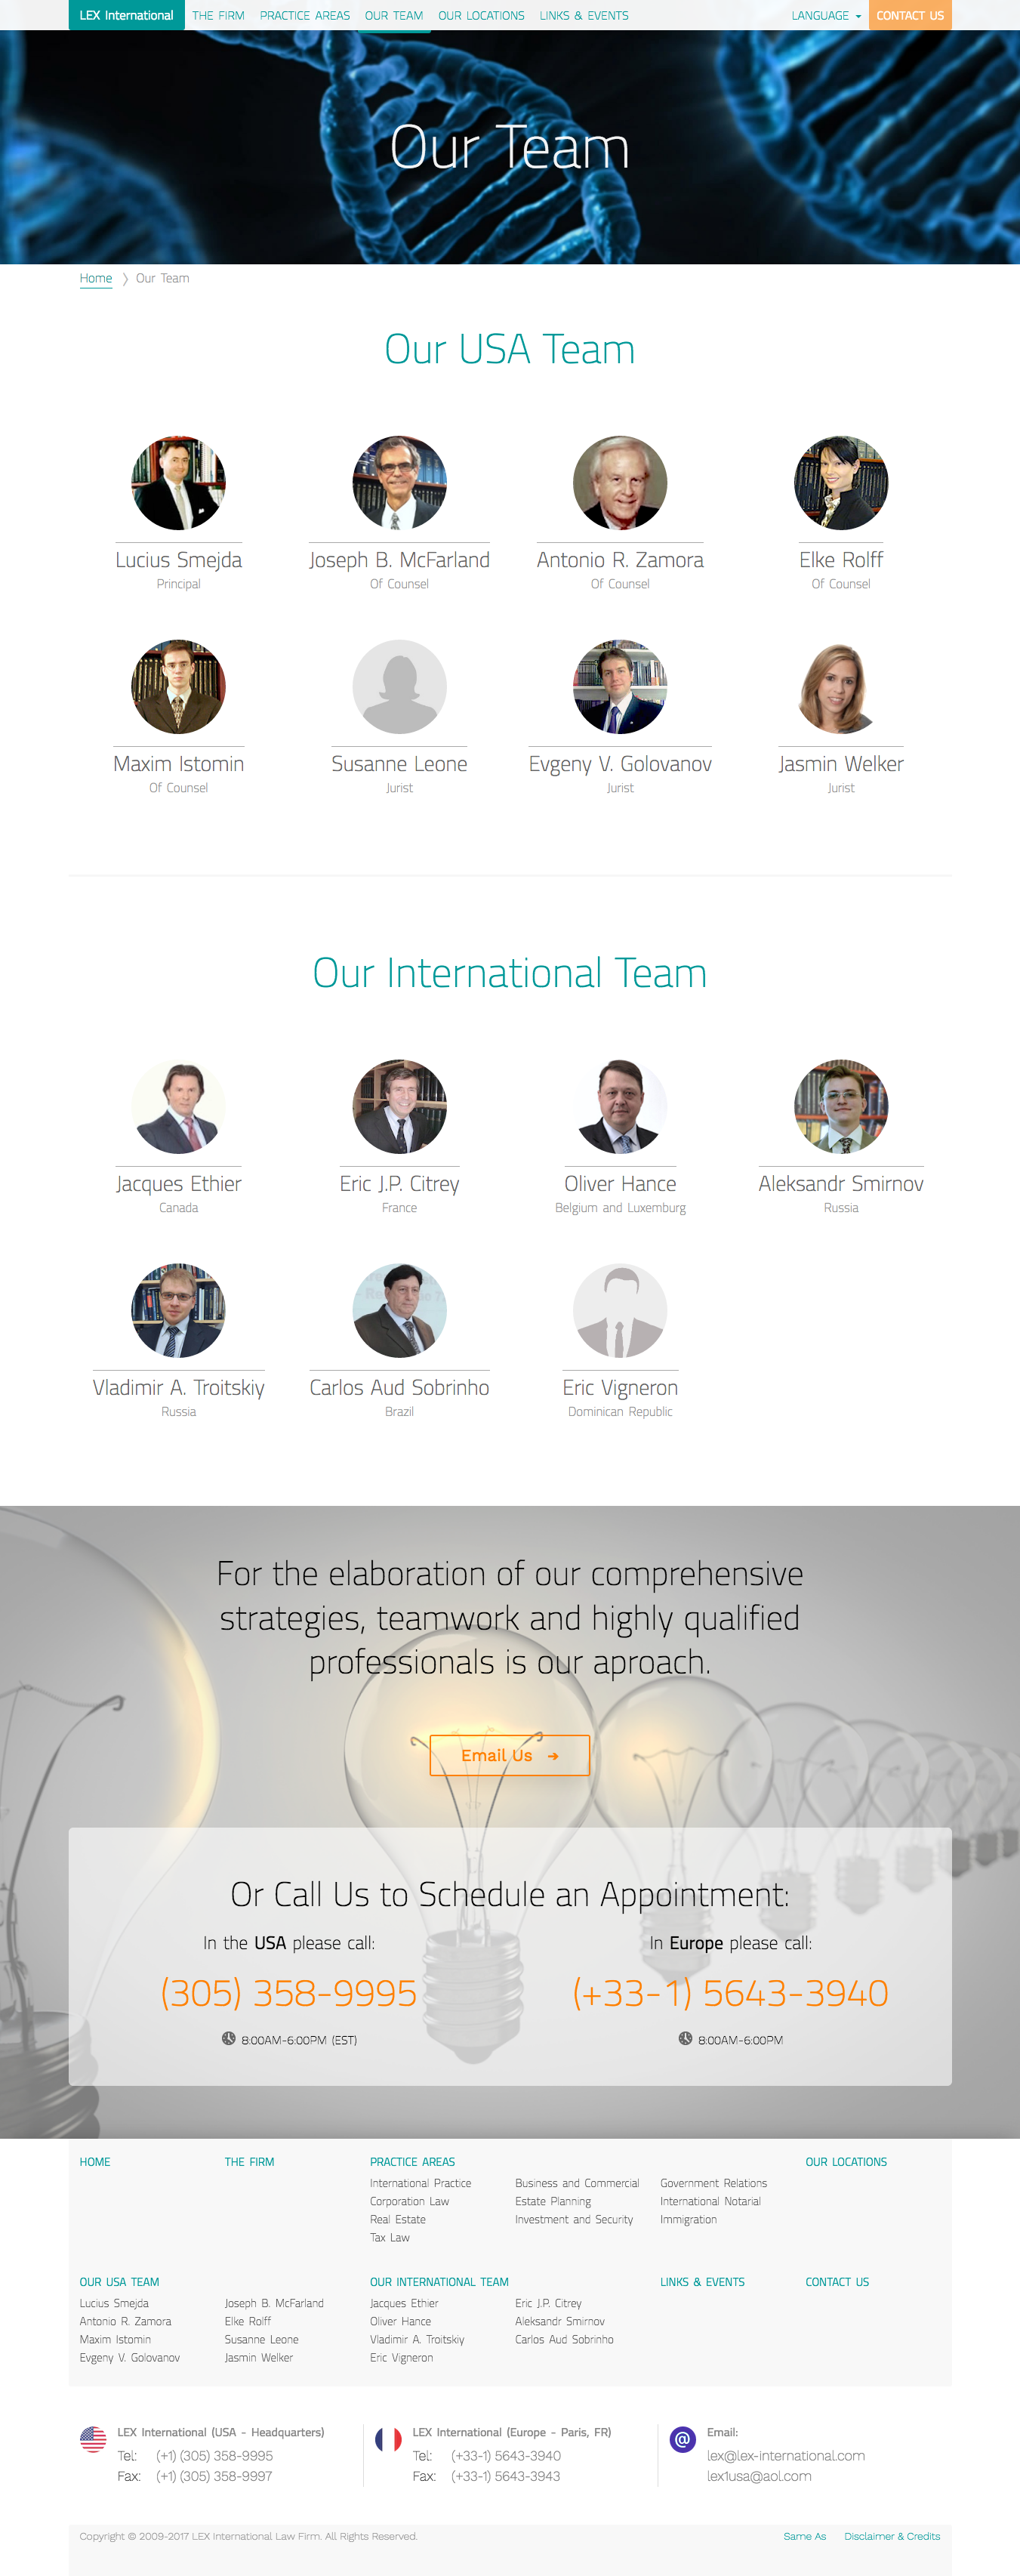 LEX International THE FIRM PRACTICE AREAS OUR TEAM OUR LOCATIONS LINKS & EVENTS LANGUAGE CONTACT US
Our Team
Home 〉 Our Team
Our USA Team
Lucius Smejda
Principal
Joseph B. McFarland
Of Counsel
Antonio R. Zamora
Of Counsel
Elke Rolff
Of Counsel
Maxim Istomin
Of Counsel
Susanne Leone
Jurist
Evgeny V. Golovanov
Jurist
Jasmin Welker
Jurist
Our International Team
Jacques Ethier
Canada
Eric J.P. Citrey
France
Oliver Hance
Belgium and Luxemburg
Aleksandr Smirnov
Russia
Vladimir A. Troitskiy
Russia
Carlos Aud Sobrinho
Brazil
Eric Vigneron
Dominican Republic
For the elaboration of our comprehensive
strategies, teamwork and highly qualified
professionals is our aproach.
Email Us ➔
Or Call Us to Schedule an Appointment:
In the USA please call:
(305) 358-9995
8:00AM-6:00PM (EST)
In Europe please call:
(+33-1) 5643-3940
8:00AM-6:00PM
HOME
THE FIRM
PRACTICE AREAS
International Practice
Corporation Law
Real Estate
Tax Law
Business and Commercial
Estate Planning
Investment and Security
Government Relations
International Notarial
Immigration
OUR LOCATIONS
OUR USA TEAM
Lucius Smejda
Antonio R. Zamora
Maxim Istomin
Evgeny V. Golovanov
Joseph B. McFarland
Elke Rolff
Susanne Leone
Jasmin Welker
OUR INTERNATIONAL TEAM
Jacques Ethier
Oliver Hance
Vladimir A. Troitskiy
Eric Vigneron
Eric J.P. Citrey
Aleksandr Smirnov
Carlos Aud Sobrinho
LINKS & EVENTS
CONTACT US
LEX International (USA - Headquarters)
Tel: (+1) (305) 358-9995
Fax: (+1) (305) 358-9997
LEX International (Europe - Paris, FR)
Tel: (+33-1) 5643-3940
Fax: (+33-1) 5643-3943
@
Email:
lex@lex-international.com
lex1usa@aol.com
Copyright © 2009-2017 LEX International Law Firm. All Rights Reserved.
Same As Disclaimer & Credits